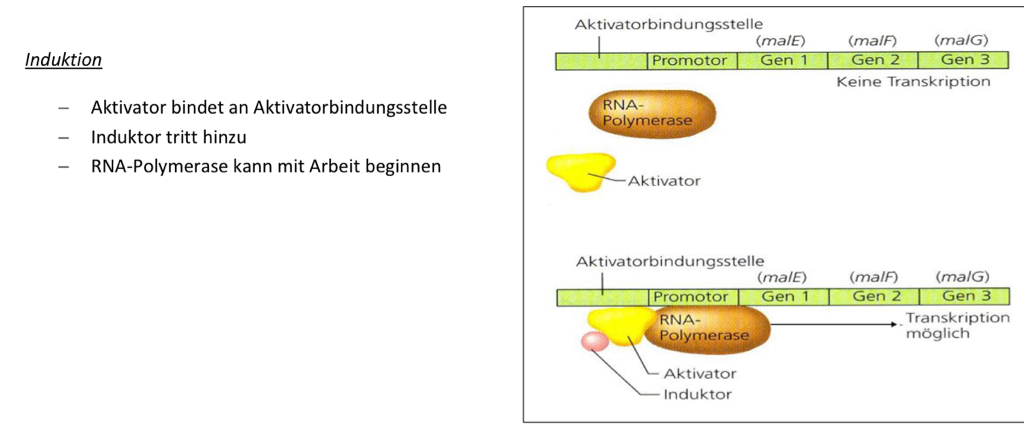 Induktion
– Aktivator bindet an Aktivatorbindungsstelle
– Induktor tritt hinzu
– RNA-Polymerase kann mit Arbeit beginnen
Aktivatorbindungsstelle
(malE) (malF) (malG)
Promotor Gen 1 Gen 2 Gen 3
Keine Transkription
RNA-
Polymerase
Aktivator
Aktivatorbindungsstelle
(malE) (malF) (malG)
Promotor Gen 1 Gen 2 Gen 3
RNA-
Polymerase
Transkription
möglich
Aktivator
Induktor